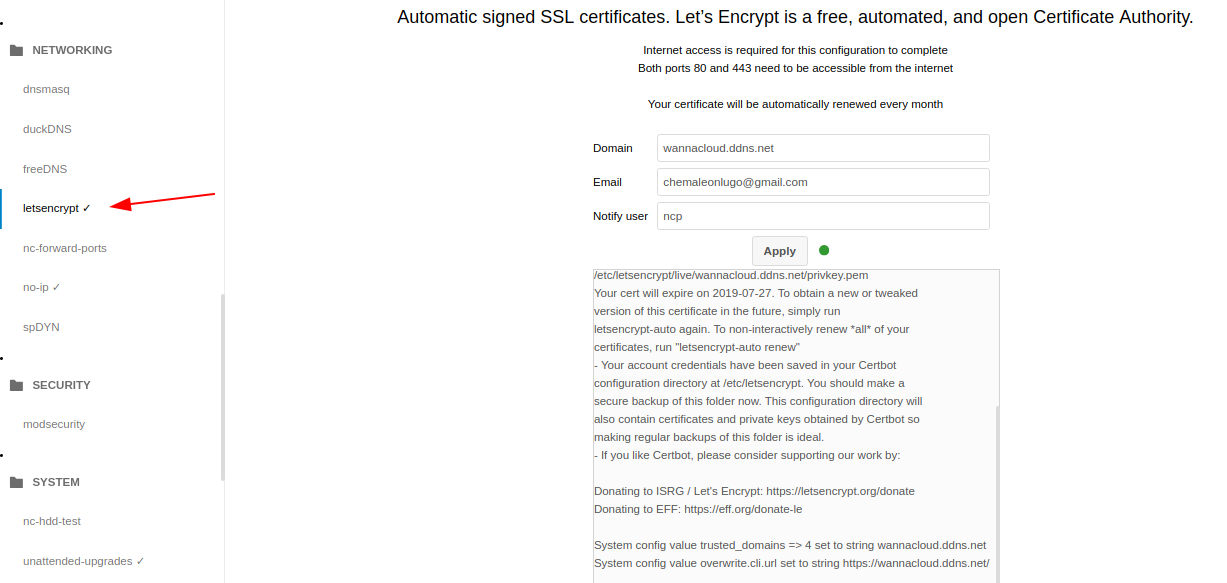 NETWORKING
dnsmasq
duckDNS
freeDNS
letsencrypt ✓
nc-forward-ports
no-ip ✓
spDYN
SECURITY
modsecurity
SYSTEM
nc-hdd-test
unattended-upgrades ✓
Automatic signed SSL certificates. Let’s Encrypt is a free, automated, and open Certificate Authority.
Internet access is required for this configuration to complete
Both ports 80 and 443 need to be accessible from the internet
Your certificate will be automatically renewed every month
Domain wannacloud.ddns.net
Email chemaleonlugo@gmail.com
Notify user ncp
Apply
/etc/letsencrypt/live/wannacloud.ddns.net/privkey.pem
Your cert will expire on 2019-07-27. To obtain a new or tweaked
version of this certificate in the future, simply run
letsencrypt-auto again. To non-interactively renew *all* of your
certificates, run "letsencrypt-auto renew"
- Your account credentials have been saved in your Certbot
configuration directory at /etc/letsencrypt. You should make a
secure backup of this folder now. This configuration directory will
also contain certificates and private keys obtained by Certbot so
making regular backups of this folder is ideal.
- If you like Certbot, please consider supporting our work by:
Donating to ISRG / Let's Encrypt: https://letsencrypt.org/donate
Donating to EFF: https://eff.org/donate-le
System config value trusted_domains => 4 set to string wannacloud.ddns.net
System config value overwrite.cli.url set to string https://wannacloud.ddns.net/